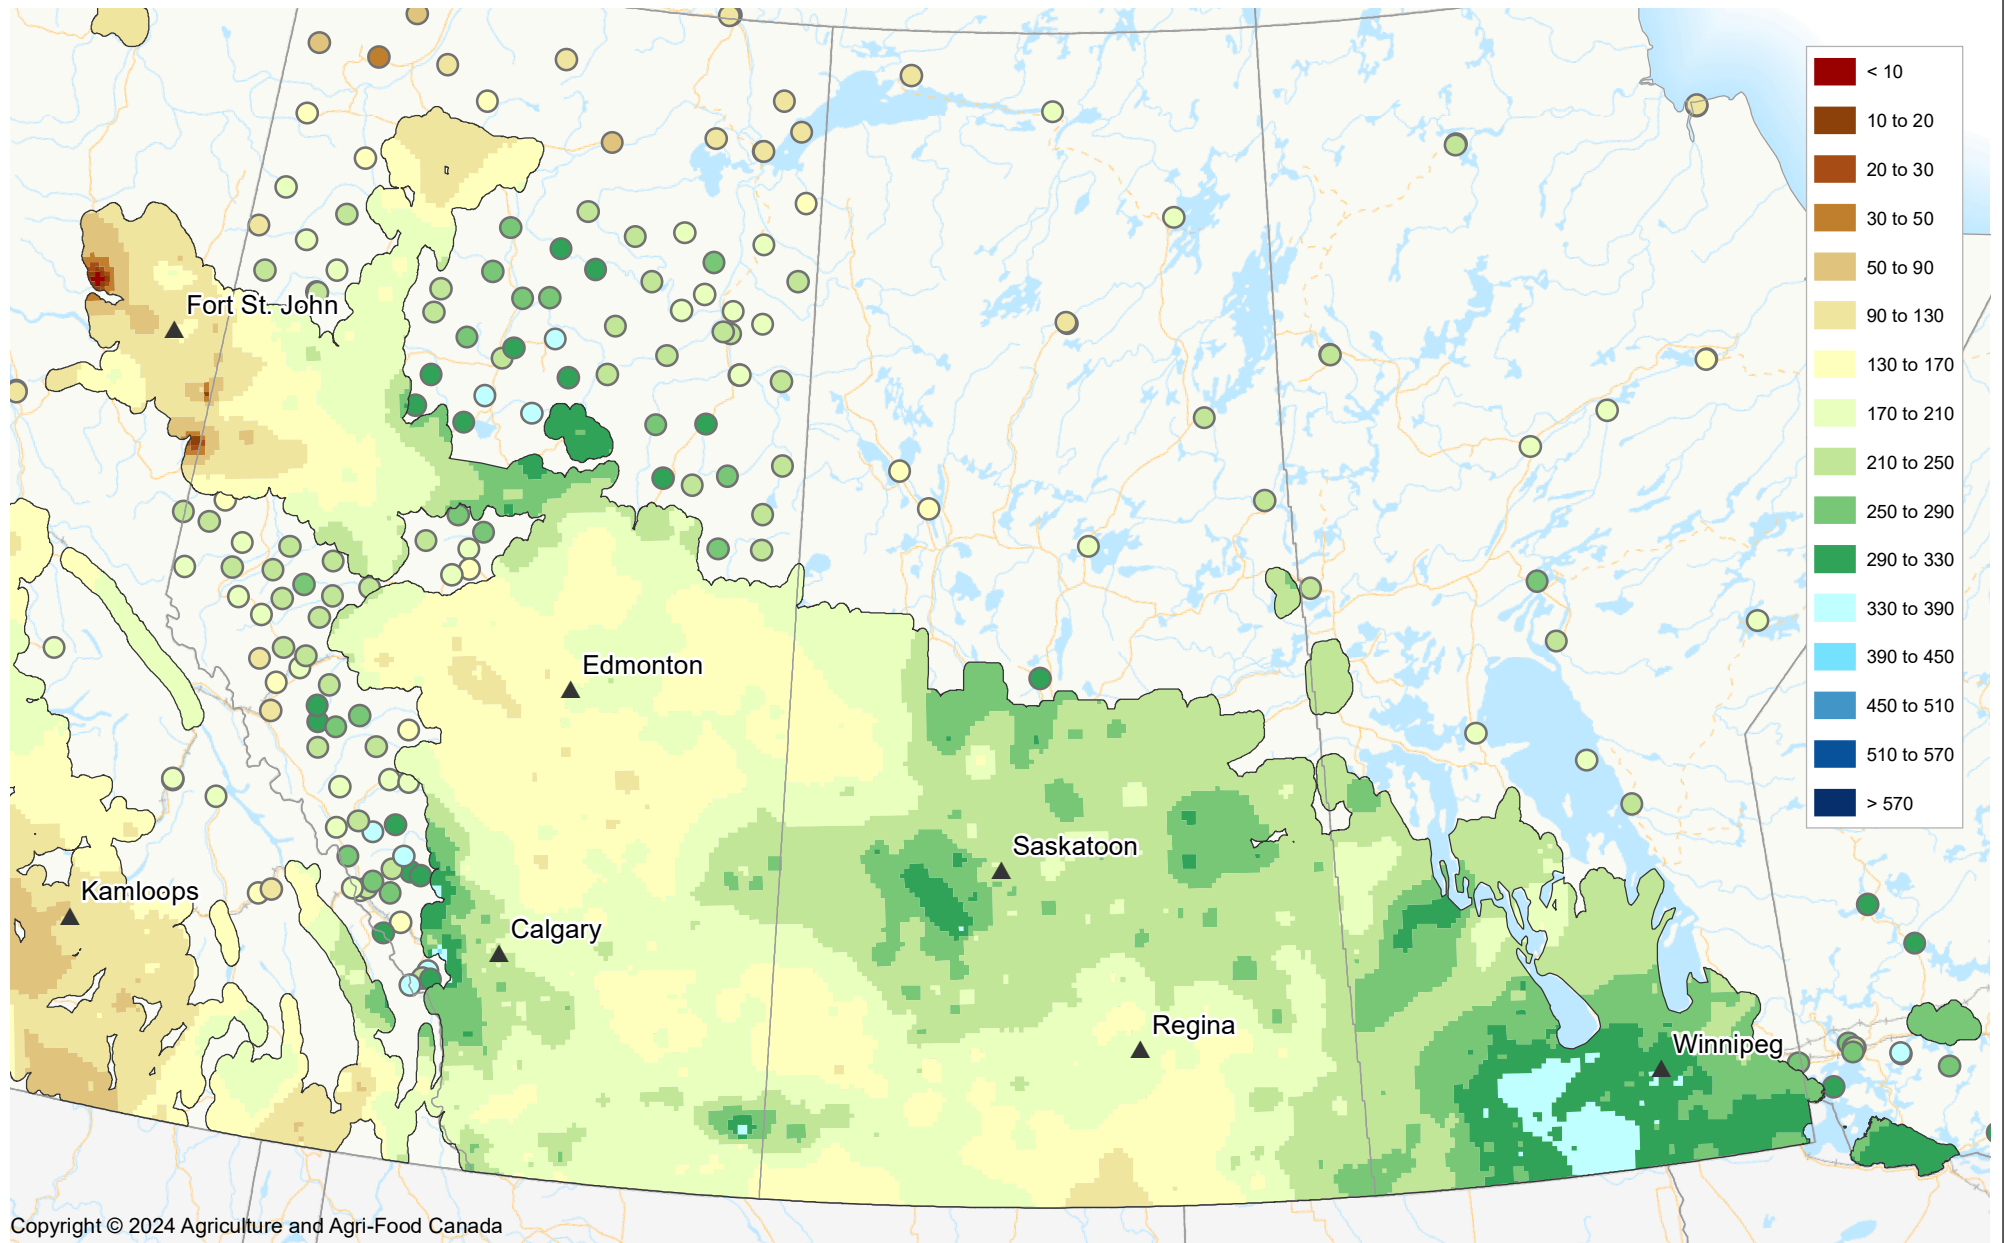 < 10
10 to 20
20 to 30
30 to 50
50 to 90
90 to 130
130 to 170
170 to 210
210 to 250
250 to 290
290 to 330
330 to 390
390 to 450
450 to 510
510 to 570
> 570
Fort St. John
Edmonton
Saskatoon
Kamloops
Calgary
Regina
Winnipeg
Copyright © 2024 Agriculture and Agri-Food Canada